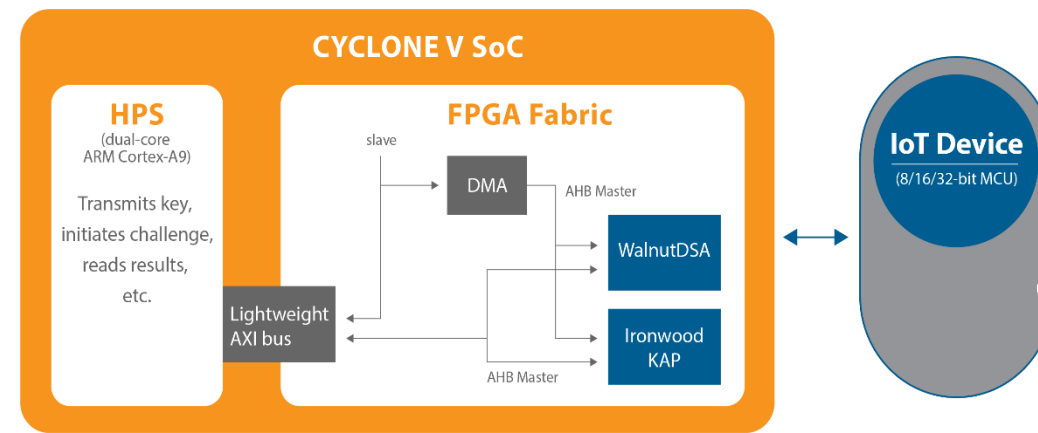 CYCLONE V SoC
HPS
(dual-core
ARM Cortex-A9)
Transmits key,
initiates challenge,
reads results,
etc.
Lightweight
AXI bus
FPGA Fabric
slave
DMA
AHB Master
WalnutDSA
Ironwood
KAP
AHB Master
IoT Device
(8/16/32-bit MCU)